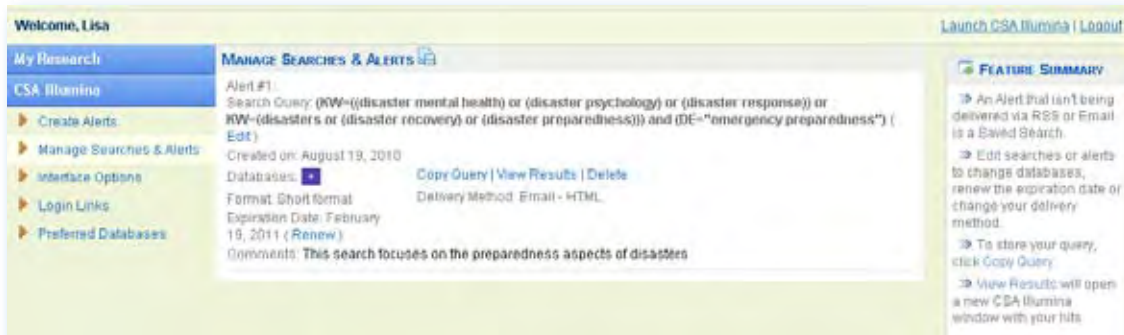 Welcome, Lisa
Launch CSA Illumina | Logout
My Research
CSA Illumina
Create Alerts
Manage Searches & Alerts
Interface Options
Login Links
Preferred Databases
MANAGE SEARCHES & ALERTS
Alert #1:
Search Query: (KW=((disaster mental health) or (disaster psychology) or (disaster response)) or
KW=(disasters or (disaster recovery) or (disaster preparedness))) and (DE="emergency preparedness") (
Edit )
Created on: August 19, 2010
Databases: +
Copy Query | View Results | Delete
Format: Short format
Delivery Method: Email - HTML
Expiration Date: February
19, 2011 ( Renew )
Comments: This search focuses on the preparedness aspects of disasters
FEATURE SUMMARY
An Alert that isn't being
delivered via RSS or Email
is a Saved Search.
Edit searches or alerts
to change databases,
renew the expiration date or
change your delivery
method.
To store your query,
click Copy Query
View Results will open
a new CSA Illumina
window with your hits